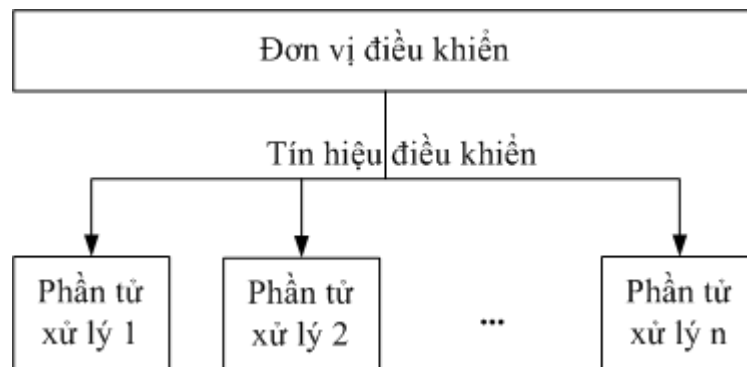 Đơn vị điều khiển
Tín hiệu điều khiển
Phần tử
xử lý 1
Phần tử
xử lý 2
...
Phần tử
xử lý n